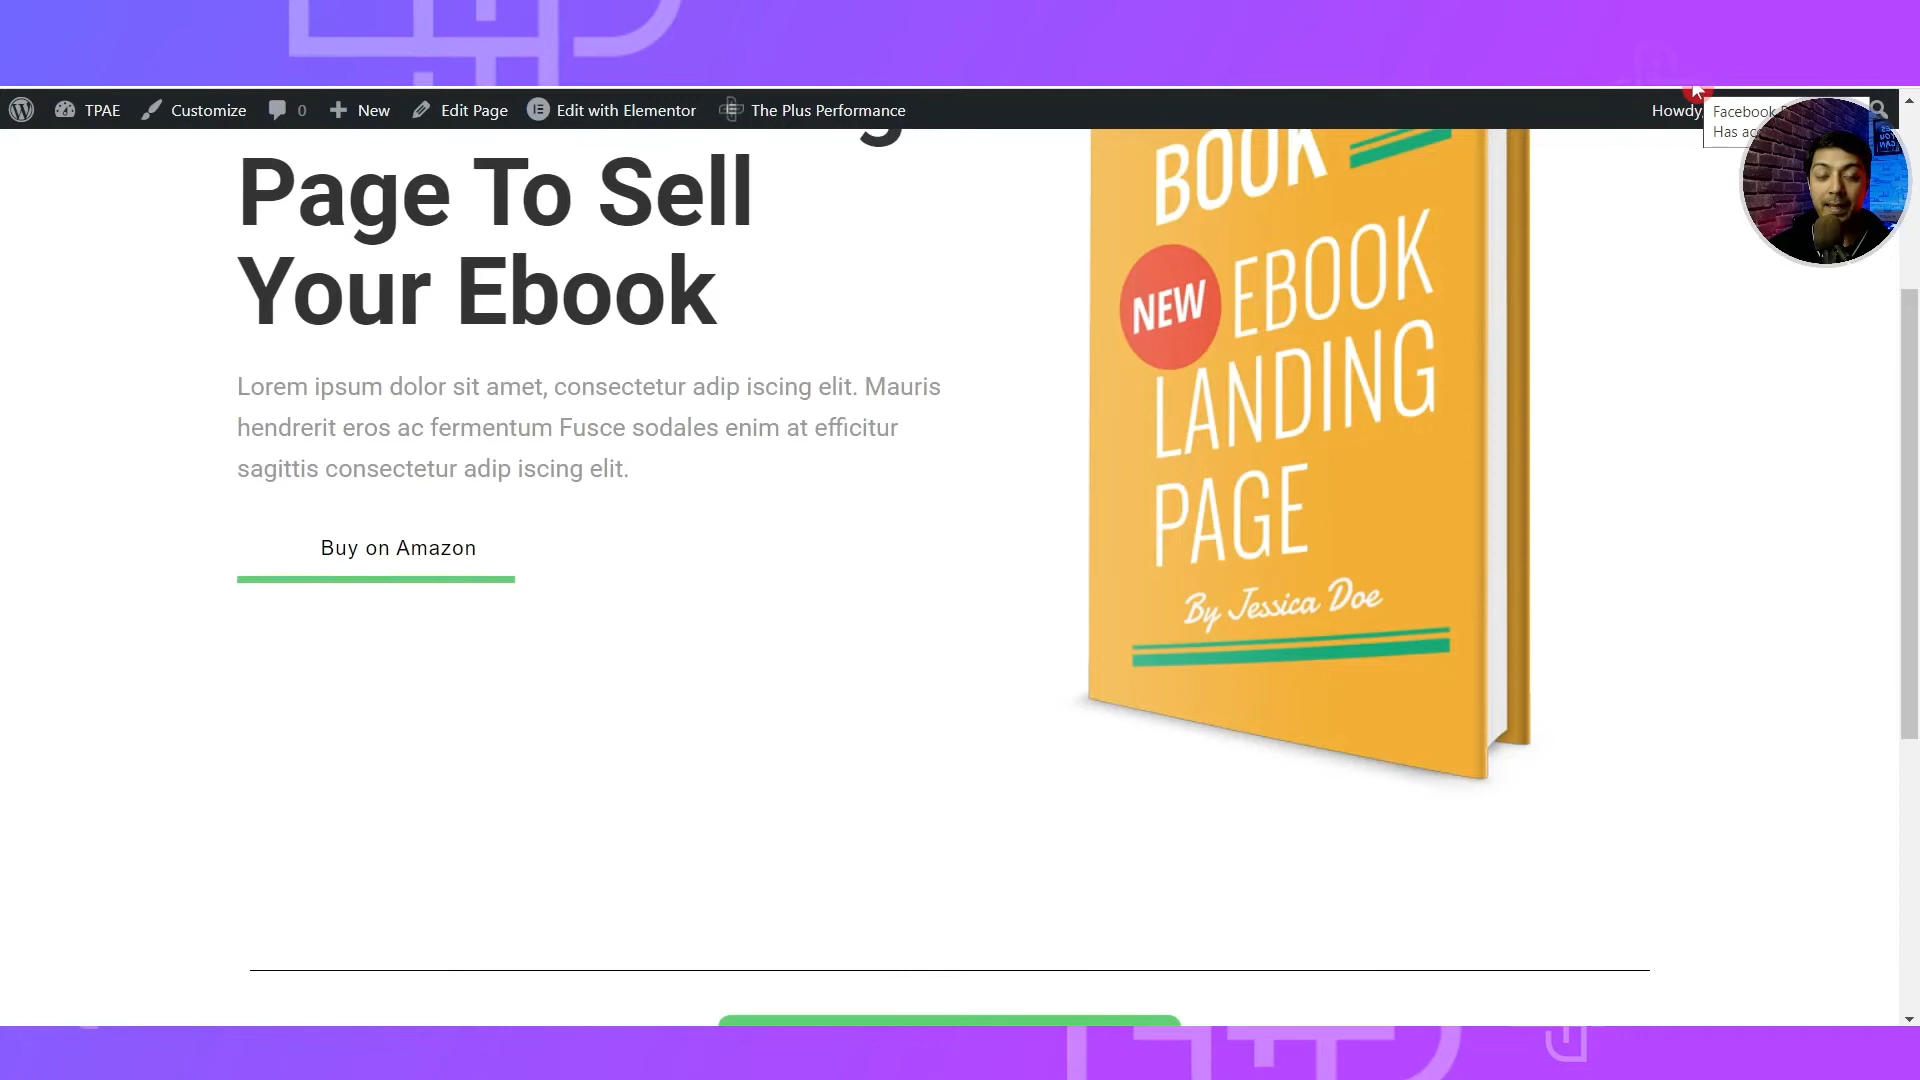 TPAE Customize 0 New Edit Page Edit with Elementor The Plus Performance Howdy,
Facebook
Has
Page To Sell
Your Ebook
Lorem ipsum dolor sit amet, consectetur adip iscing elit. Mauris
hendrerit eros ac fermentum Fusce sodales enim at efficitur
sagittis consectetur adip iscing elit.
Buy on Amazon
BOOK
NEW EBOOK
LANDING
PAGE
By Jessica Doe